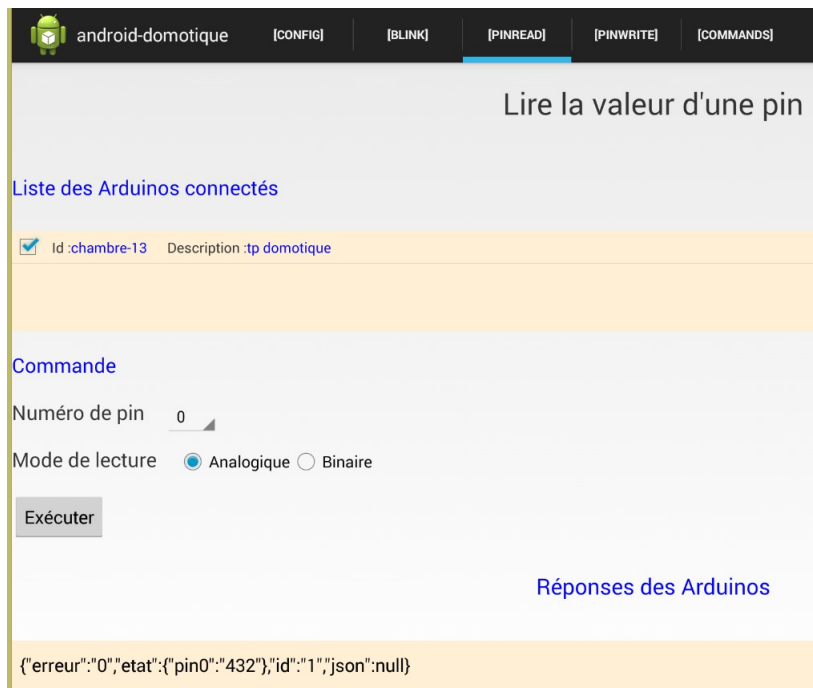 android-domotique [CONFIG] [BLINK] [PINREAD] [PINWRITE] [COMMANDS]
Lire la valeur d'une pin
Liste des Arduinos connectés
Id :chambre-13 Description :tp domotique
Commande
Numéro de pin 0
Mode de lecture Analogique Binaire
Exécuter
Réponses des Arduinos
{"erreur":"0","etat":{"pin0":"432"},"id":"1","json":null}